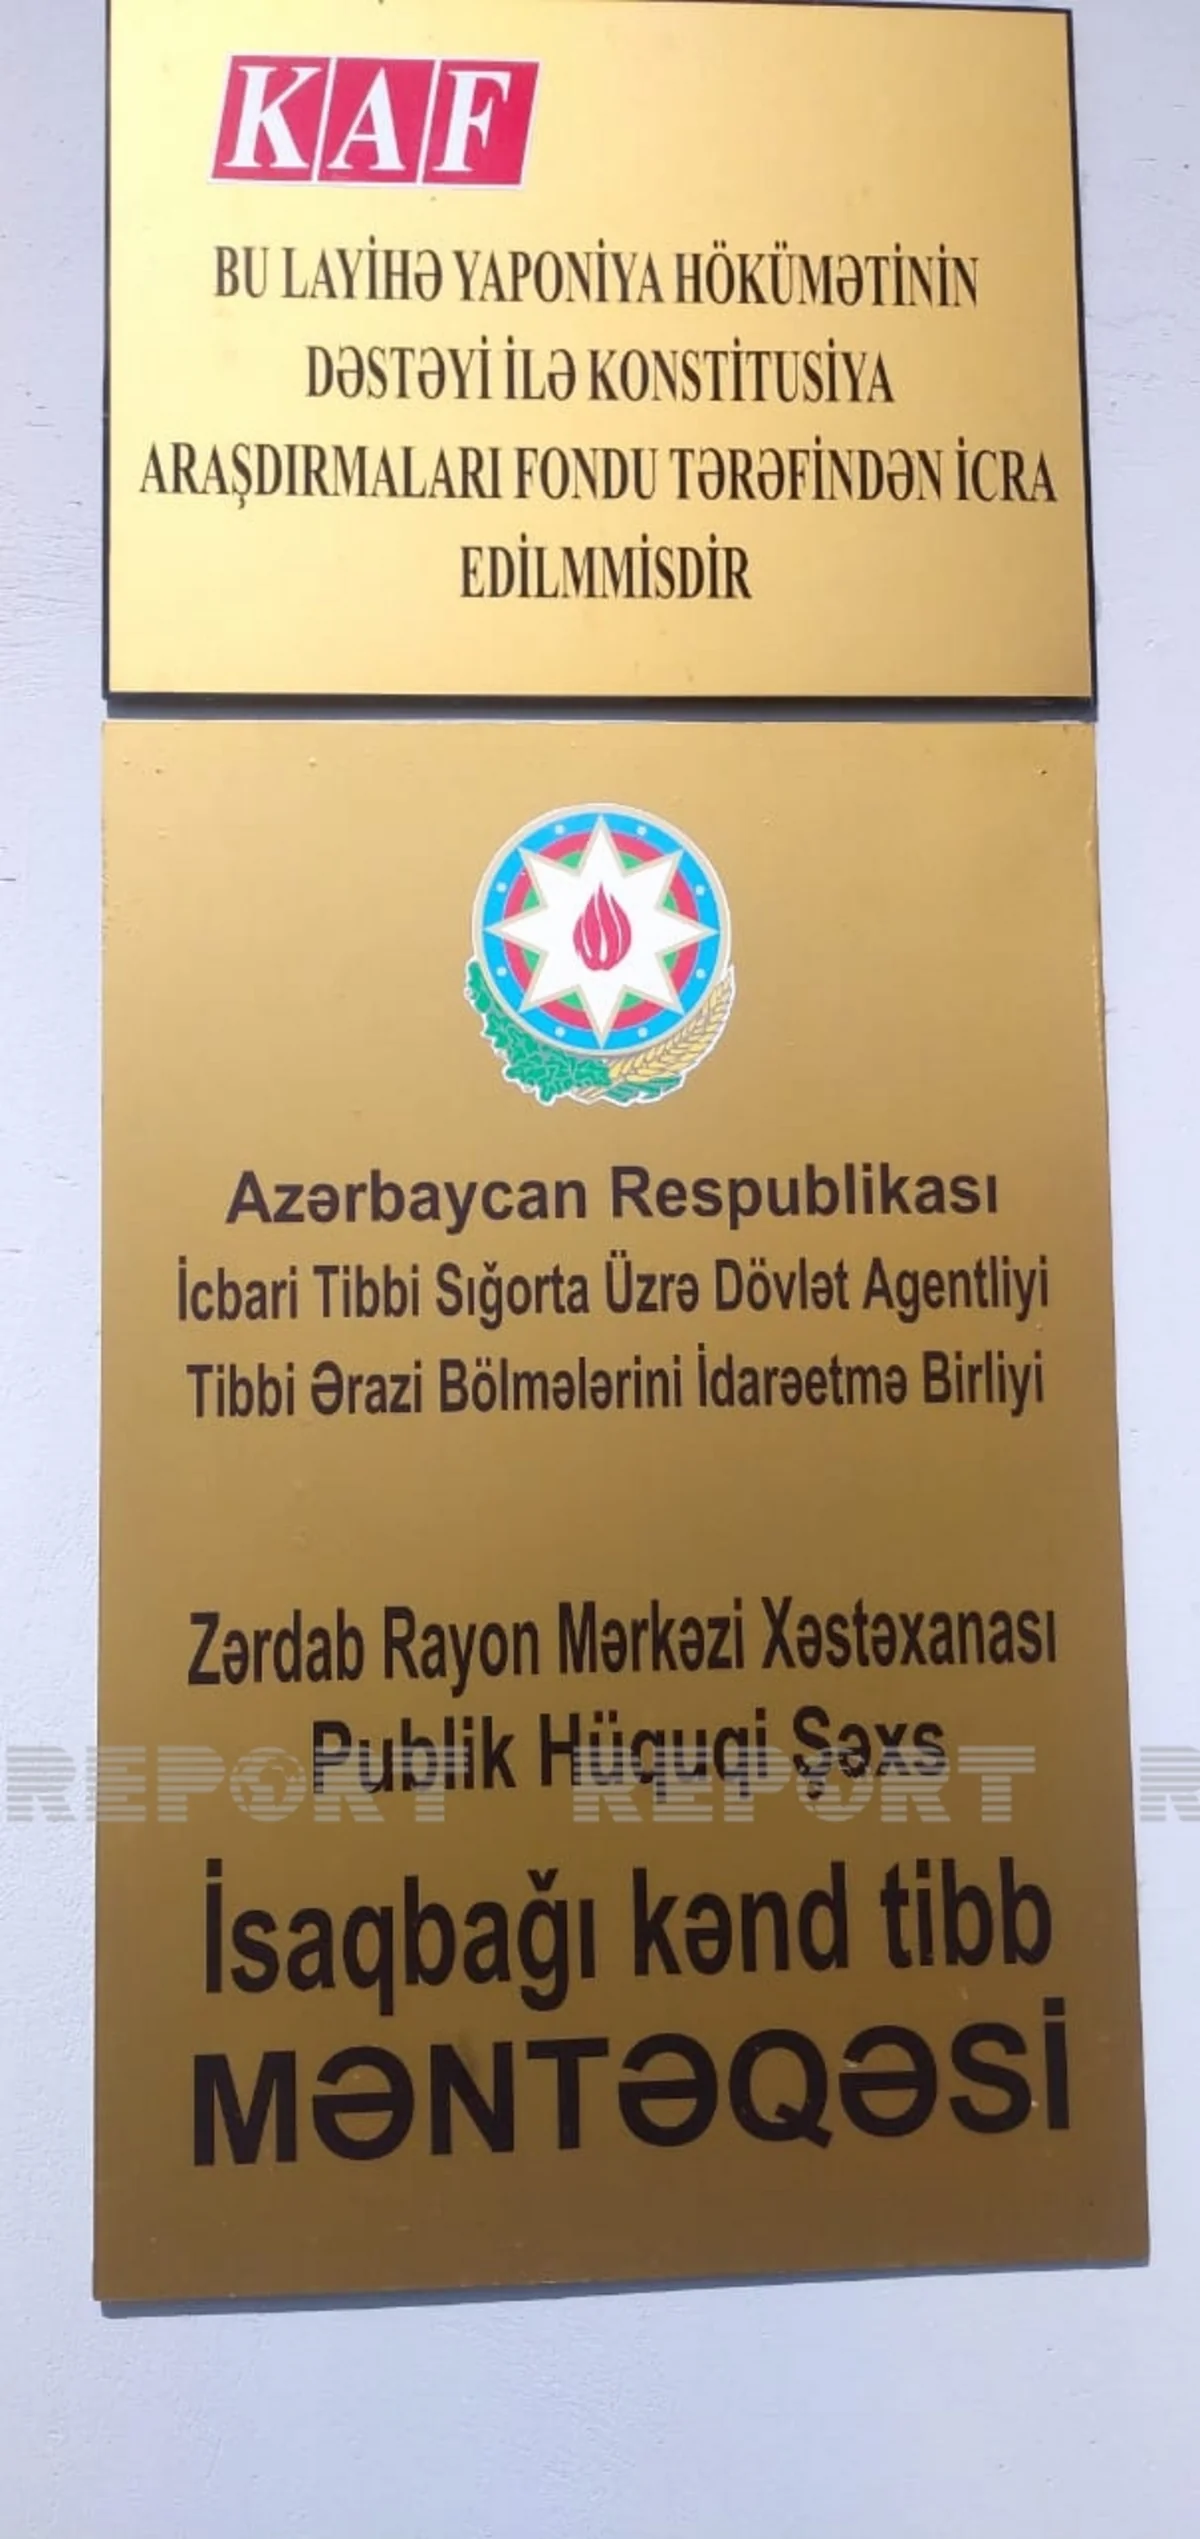 KAF
BU LAYİHƏ YAPONİYA HÖKÜMƏTİNİN
DƏSTƏYİ İLƏ KONSTİTUSİYA
ARAŞDIRMALARI FONDU TƏRƏFİNDƏN İCRA
EDİLMMİSDİR
Azərbaycan Respublikası
İcbari Tibbi Sığorta Üzrə Dövlət Agentliyi
Tibbi Ərazi Bölmələrini İdarəetmə Birliyi
Zərdab Rayon Mərkəzi Xəstəxanası
Publik Hüquqi Şəxs
REPORT REPORT R
İsaqbağı kənd tibb
MƏNTƏQƏSİ